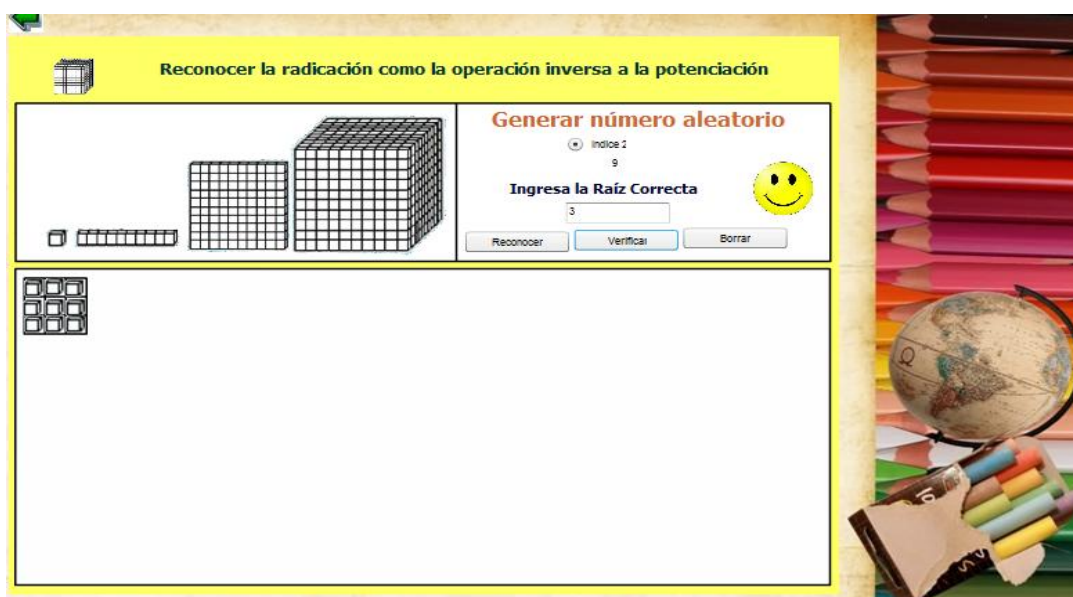 Reconocer la radicación como la operación inversa a la potenciación
Generar número aleatorio
Indice 2
9
Ingresa la Raíz Correcta
3
Reconocer
Verificar
Borrar